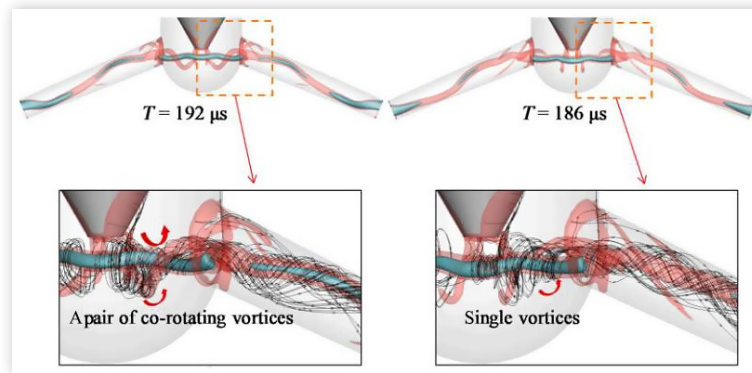 T = 192 µs
T = 186 µs
A pair of co-rotating vortices
Single vortices